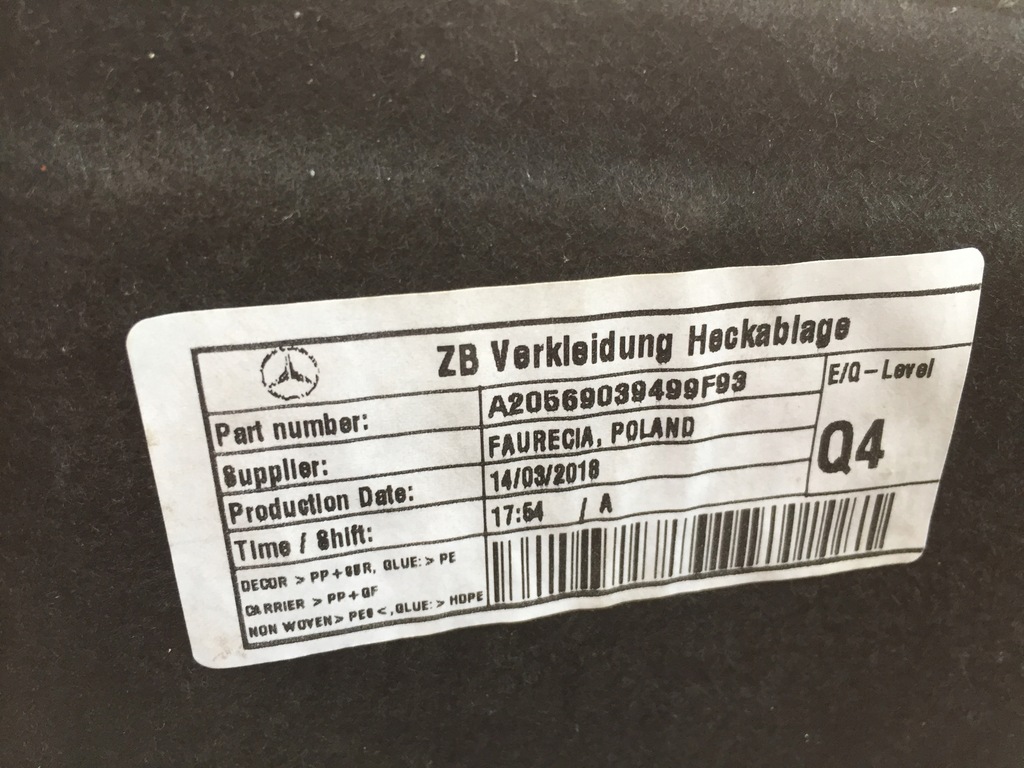 ZB Verkleidung Heckablage
Part number: A20569039499F93
E/Q-Level
Supplier: FAURECIA, POLAND
Q4
Production Date: 14/03/2018
Time / Shift: 17:54 / A
DECOR > PP+SBR, GLUE: > PE
CARRIER > PP+GF
NON WOVEN> PES <, GLUE: > HDPE